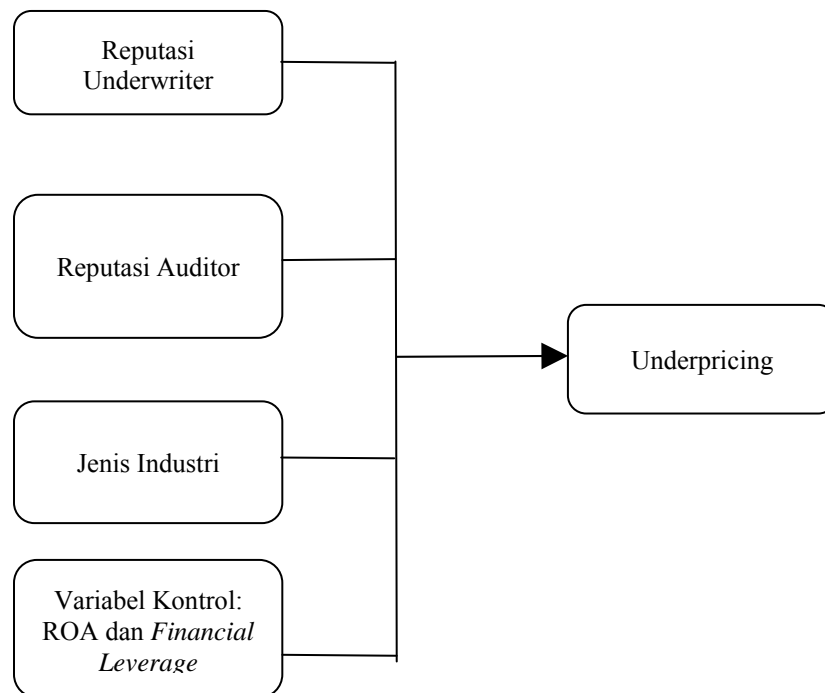 Reputasi
Underwriter
Reputasi Auditor
Underpricing
Jenis Industri
Variabel Kontrol:
ROA dan Financial
Leverage